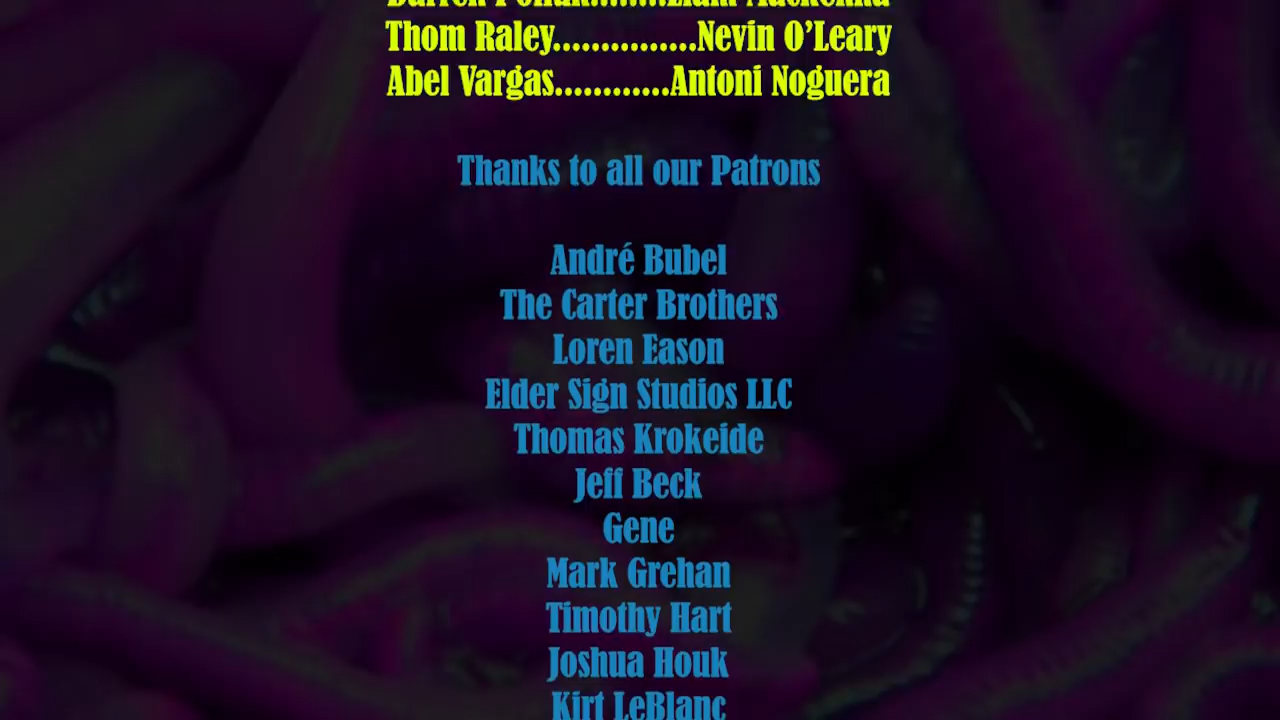 Thom Raley...............Nevin O’Leary
Abel Vargas............Antoni Noguera
Thanks to all our Patrons
André Bubel
The Carter Brothers
Loren Eason
Elder Sign Studios LLC
Thomas Krokeide
Jeff Beck
Gene
Mark Grehan
Timothy Hart
Joshua Houk
Kirt LeBlanc